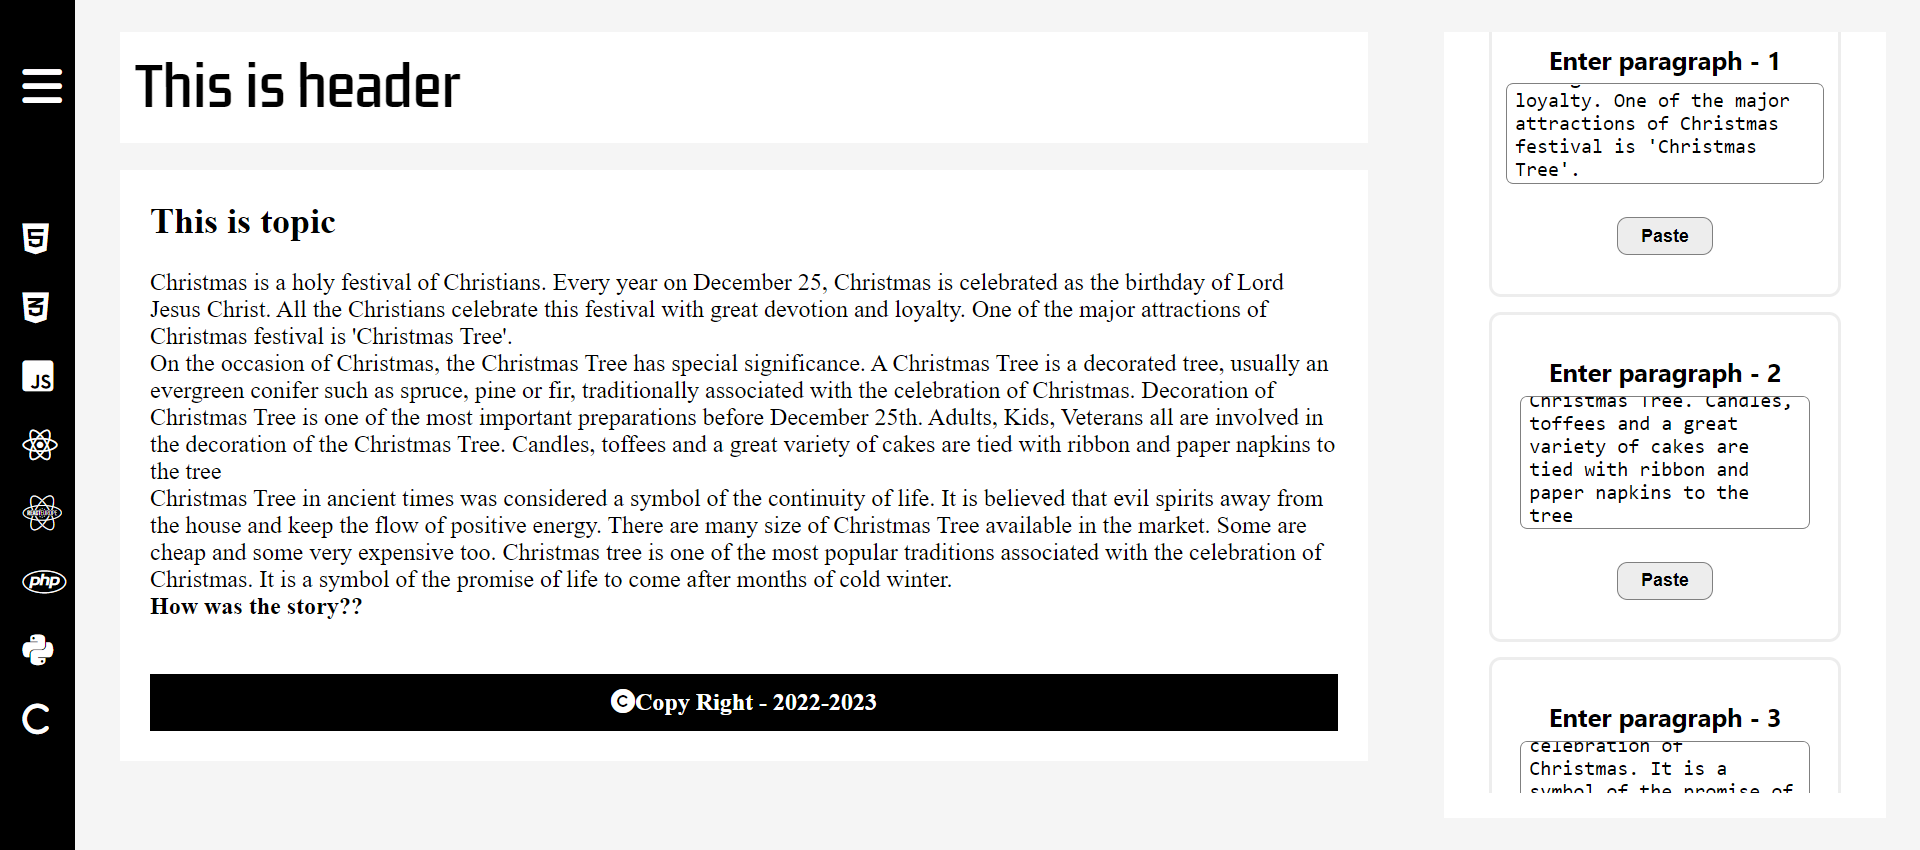 This is header
This is topic
Christmas is a holy festival of Christians. Every year on December 25, Christmas is celebrated as the birthday of Lord
Jesus Christ. All the Christians celebrate this festival with great devotion and loyalty. One of the major attractions of
Christmas festival is 'Christmas Tree'.
On the occasion of Christmas, the Christmas Tree has special significance. A Christmas Tree is a decorated tree, usually an
evergreen conifer such as spruce, pine or fir, traditionally associated with the celebration of Christmas. Decoration of
Christmas Tree is one of the most important preparations before December 25th. Adults, Kids, Veterans all are involved in
the decoration of the Christmas Tree. Candles, toffees and a great variety of cakes are tied with ribbon and paper napkins to
the tree
Christmas Tree in ancient times was considered a symbol of the continuity of life. It is believed that evil spirits away from
the house and keep the flow of positive energy. There are many size of Christmas Tree available in the market. Some are
cheap and some very expensive too. Christmas tree is one of the most popular traditions associated with the celebration of
Christmas. It is a symbol of the promise of life to come after months of cold winter.
How was the story??
©Copy Right - 2022-2023
5
3
JS
php
C
Enter paragraph - 1
loyalty. One of the major
attractions of Christmas
festival is 'Christmas
Tree'.
Paste
Enter paragraph - 2
Christmas Tree. Candles,
toffees and a great
variety of cakes are
tied with ribbon and
paper napkins to the
tree
Paste
Enter paragraph - 3
celebration of
Christmas. It is a
symbol of the promise of